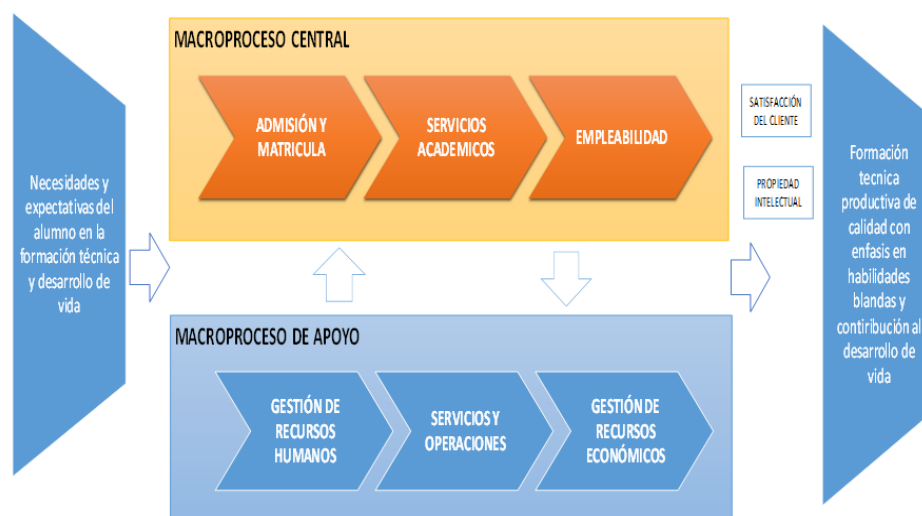 Necesidades y
expectativas del
alumno en la
formación técnica
y desarrollo de
vida
MACROPROCESO CENTRAL
ADMISIÓN Y
MATRICULA
SERVICIOS
ACADEMICOS
EMPLEABILIDAD
SATISFACCIÓN
DEL CLIENTE
PROPIEDAD
INTELECTUAL
MACROPROCESO DE APOYO
GESTIÓN DE
RECURSOS
HUMANOS
SERVICIOS Y
OPERACIONES
GESTIÓN DE
RECURSOS
ECONÓMICOS
Formación
tecnica
productiva de
calidad con
enfasis en
habilidades
blandas y
contiribución al
desarrollo de
vida